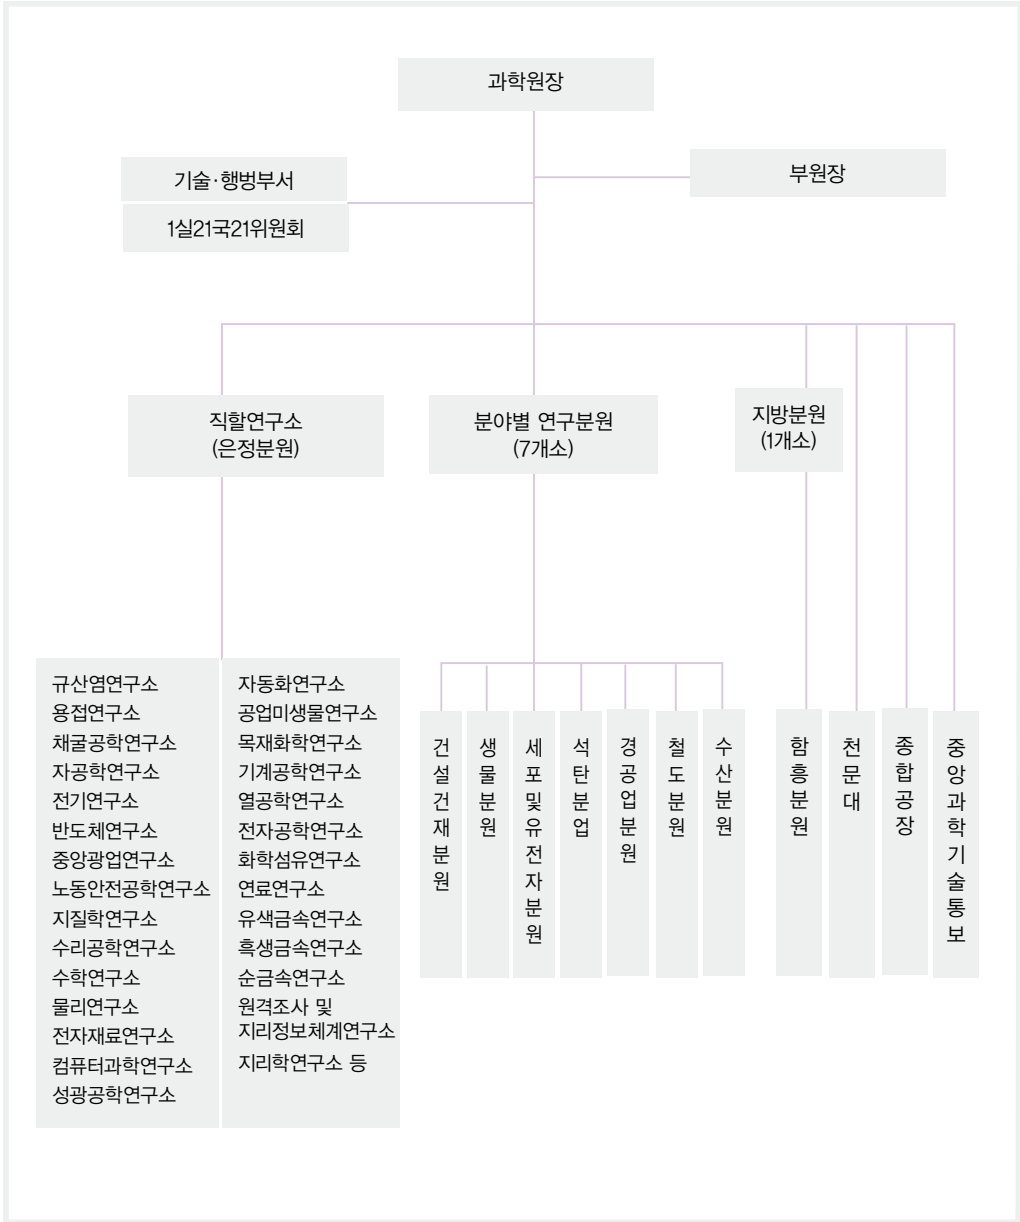 과학원장
부원장
기술·행벙부서
1실21국21위원회
직할연구소
(은정분원)
분야별 연구분원
(7개소)
지방분원
(1개소)
규산염연구소
용접연구소
채굴공학연구소
자공학연구소
전기연구소
반도체연구소
중앙광업연구소
노동안전공학연구소
지질학연구소
수리공학연구소
수학연구소
물리연구소
전자재료연구소
컴퓨터과학연구소
성광공학연구소
자동화연구소
공업미생물연구소
목재화학연구소
기계공학연구소
열공학연구소
전자공학연구소
화학섬유연구소
연료연구소
유색금속연구소
흑생금속연구소
순금속연구소
원격조사 및
지리정보체계연구소
지리학연구소 등
건설건재분원
생물분원
세포및유전자분원
석탄분업
경공업분원
철도분원
수산분원
함흥분원
천문대
종합공장
중앙과학기술통보